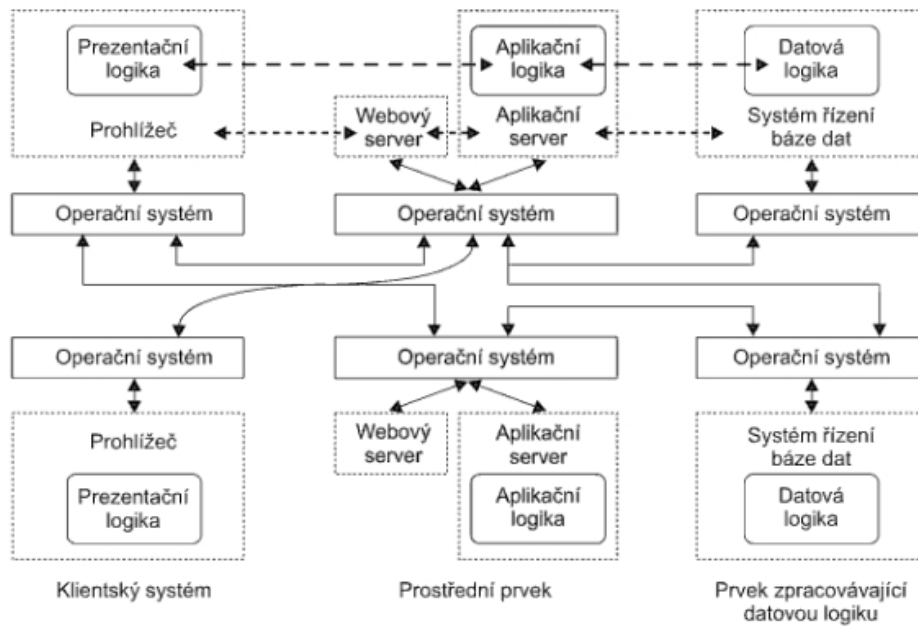 Prezentační
logika
Aplikační
logika
Datová
logika
Prohlížeč
Webový
server
Aplikační
server
Systém řízení
báze dat
Operační systém
Operační systém
Operační systém
Operační systém
Operační systém
Operační systém
Prohlížeč
Webový
server
Aplikační
server
Systém řízení
báze dat
Prezentační
logika
Aplikační
logika
Datová
logika
Klientský systém
Prostřední prvek
Prvek zpracovávající
datovou logiku